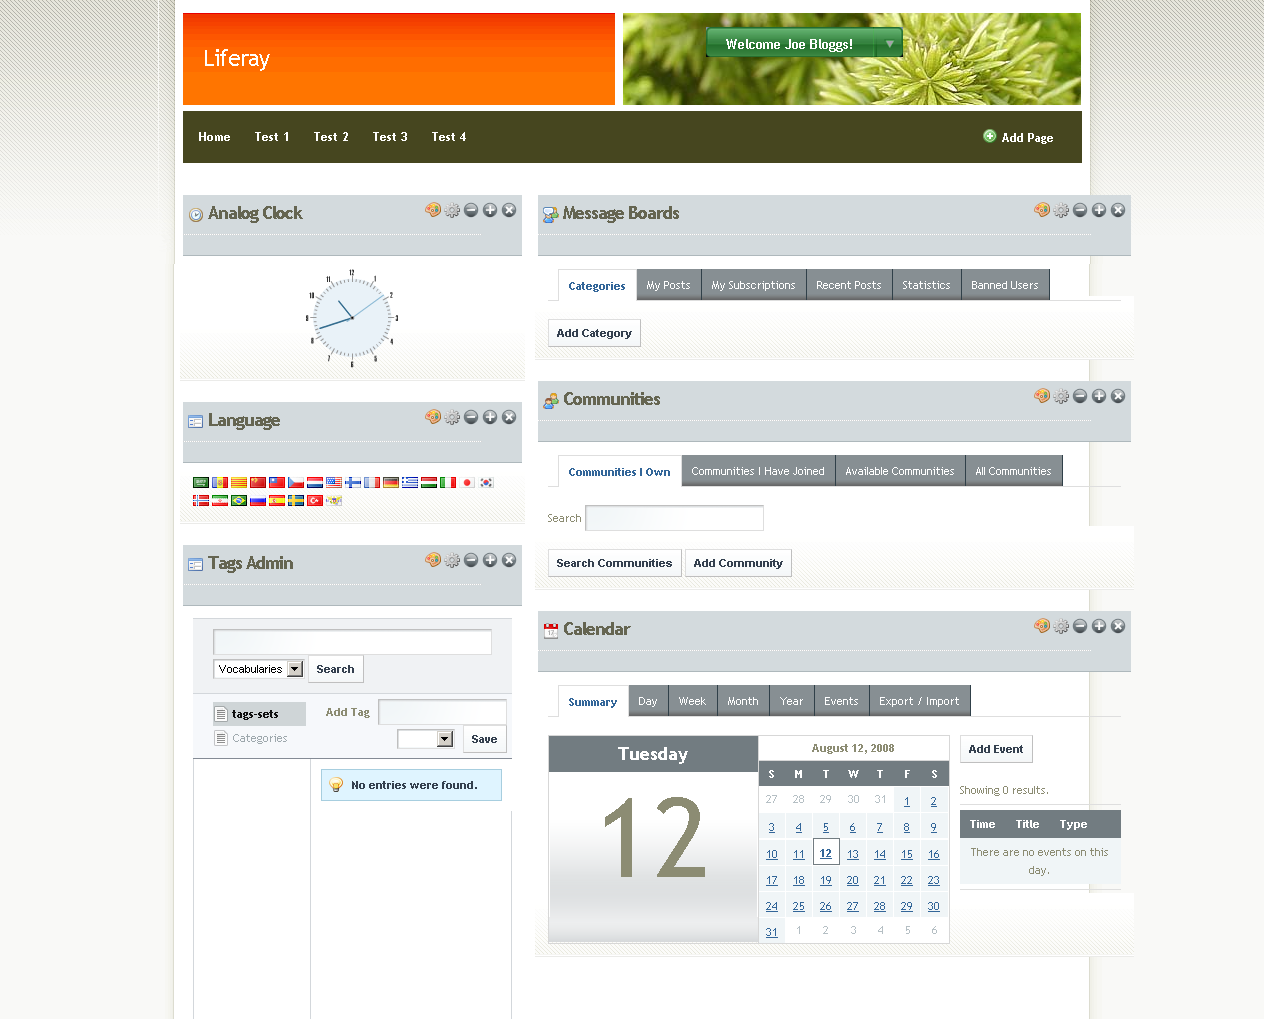 Liferay
Welcome Joe Bloggs!
Home Test 1 Test 2 Test 3 Test 4 Add Page
Analog Clock
12 1 2 3 4 5 6 7 8 9 10 11
Language
Tags Admin
Vocabularies Search
tags-sets Add Tag
Categories Save
No entries were found.
Message Boards
Categories My Posts My Subscriptions Recent Posts Statistics Banned Users
Add Category
Communities
Communities I Own Communities I Have Joined Available Communities All Communities
Search
Search Communities Add Community
Calendar
Summary Day Week Month Year Events Export / Import
Tuesday
12
August 12, 2008
S M T W T F S
27 28 29 30 31 1 2
3 4 5 6 7 8 9
10 11 12 13 14 15 16
17 18 19 20 21 22 23
24 25 26 27 28 29 30
31 1 2 3 4 5 6
Add Event
Showing 0 results.
Time Title Type
There are no events on this
day.